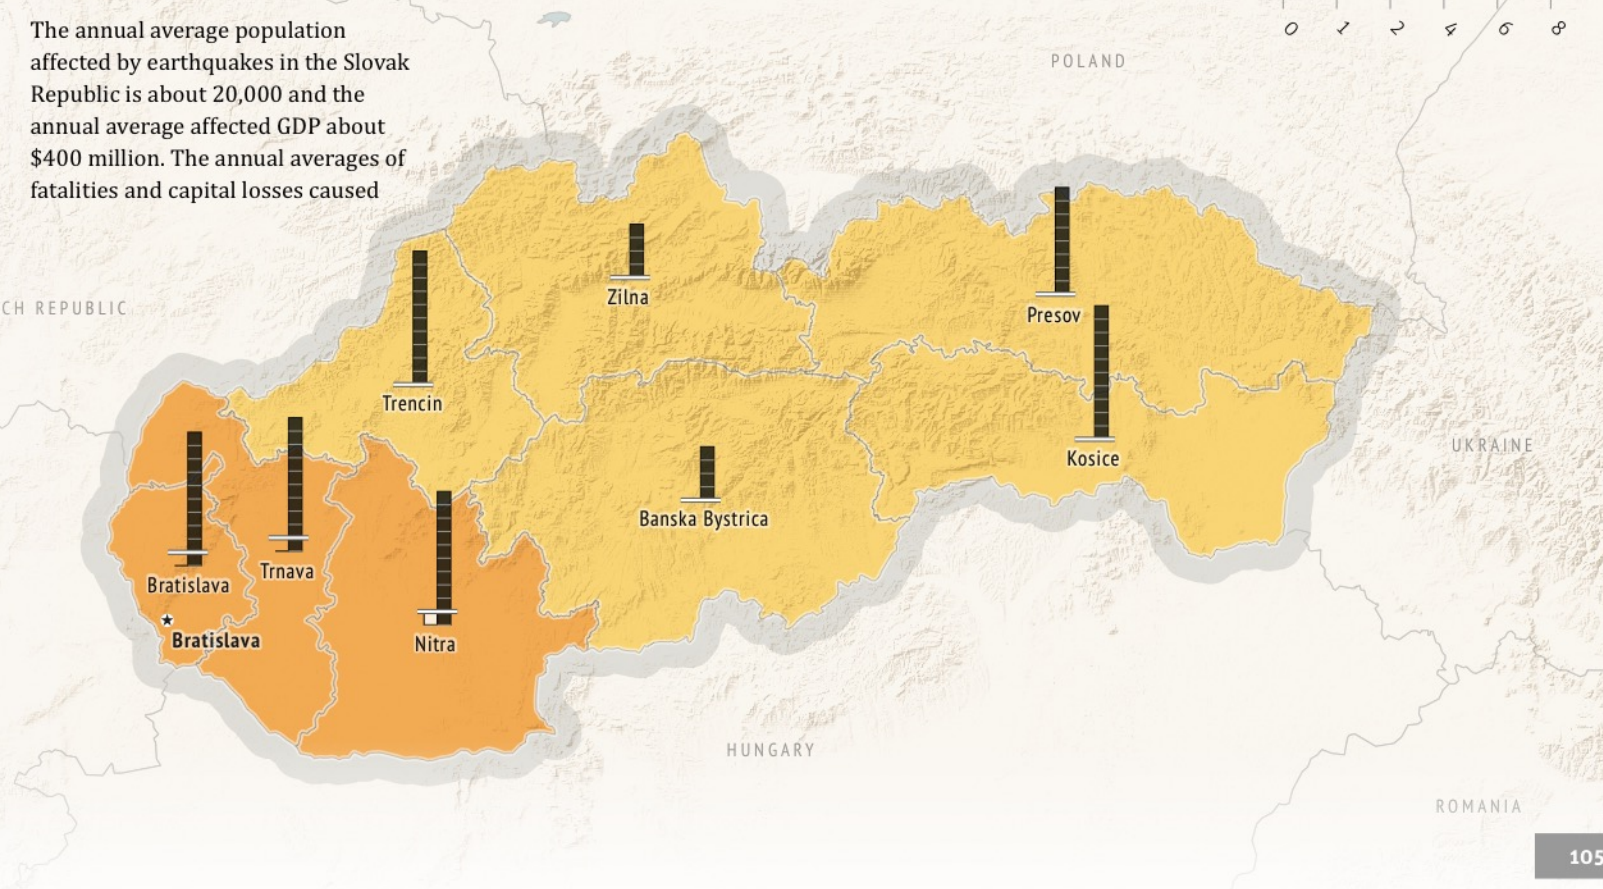 The annual average population
affected by earthquakes in the Slovak
Republic is about 20,000 and the
annual average affected GDP about
$400 million. The annual averages of
fatalities and capital losses caused
0 1 2 4 6 8
POLAND
CH REPUBLIC
Zilna
Presov
Trencin
Kosice
UKRAINE
Banska Bystrica
Trnava
Bratislava
Bratislava
Nitra
HUNGARY
ROMANIA
105